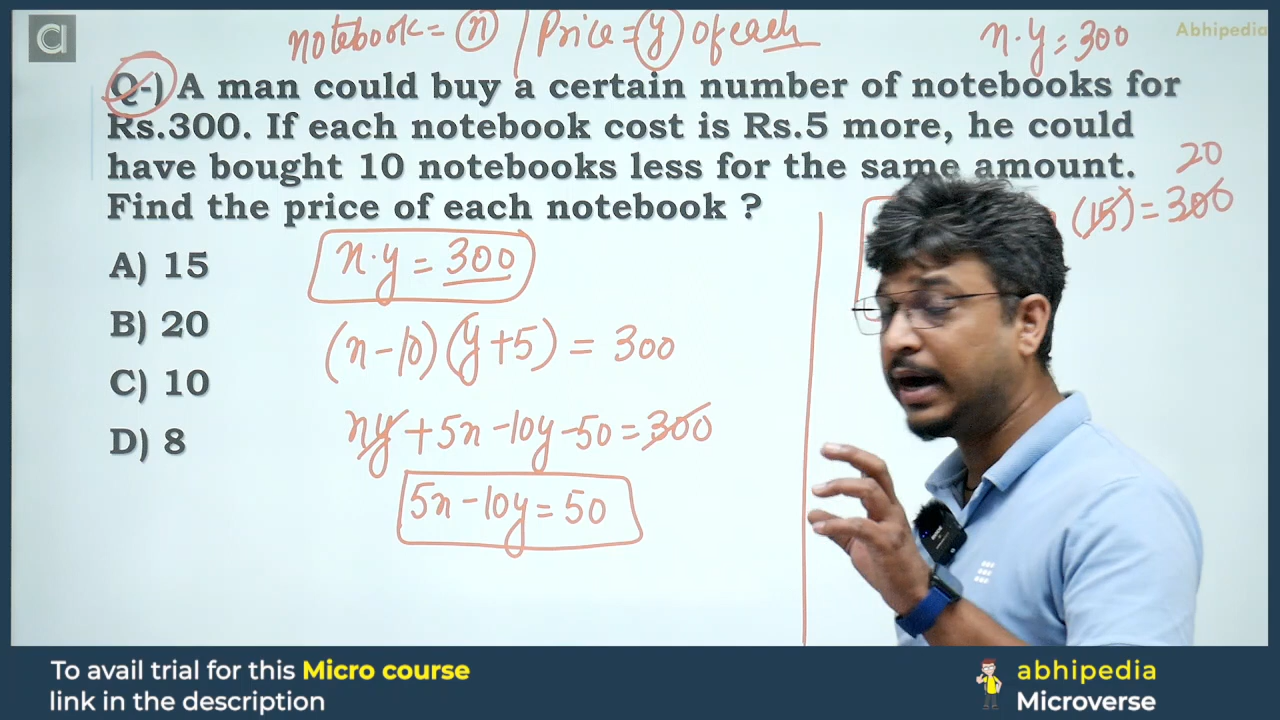 notebook = n | Price = y of each
n·y = 300
Abhipedia
Q-) A man could buy a certain number of notebooks for
Rs.300. If each notebook cost is Rs.5 more, he could
have bought 10 notebooks less for the same amount.
Find the price of each notebook ?
20
(15) = 300
A) 15
B) 20
C) 10
D) 8
n·y = 300
(n-10)(y+5) = 300
ny+5n-10y-50=300
5n-10y=50
a
To avail trial for this Micro course
link in the description
abhipedia
Microverse